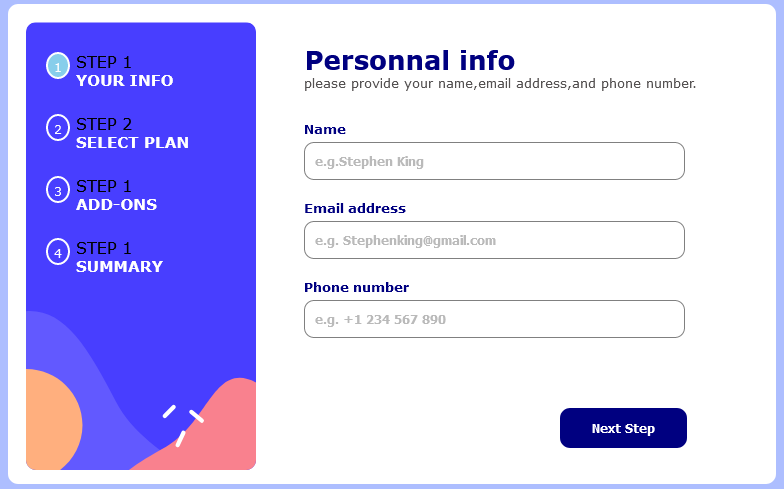 1 STEP 1
YOUR INFO
2 STEP 2
SELECT PLAN
3 STEP 1
ADD-ONS
4 STEP 1
SUMMARY
Personnal info
please provide your name,email address,and phone number.
Name
e.g.Stephen King
Email address
e.g. Stephenking@gmail.com
Phone number
e.g. +1 234 567 890
Next Step